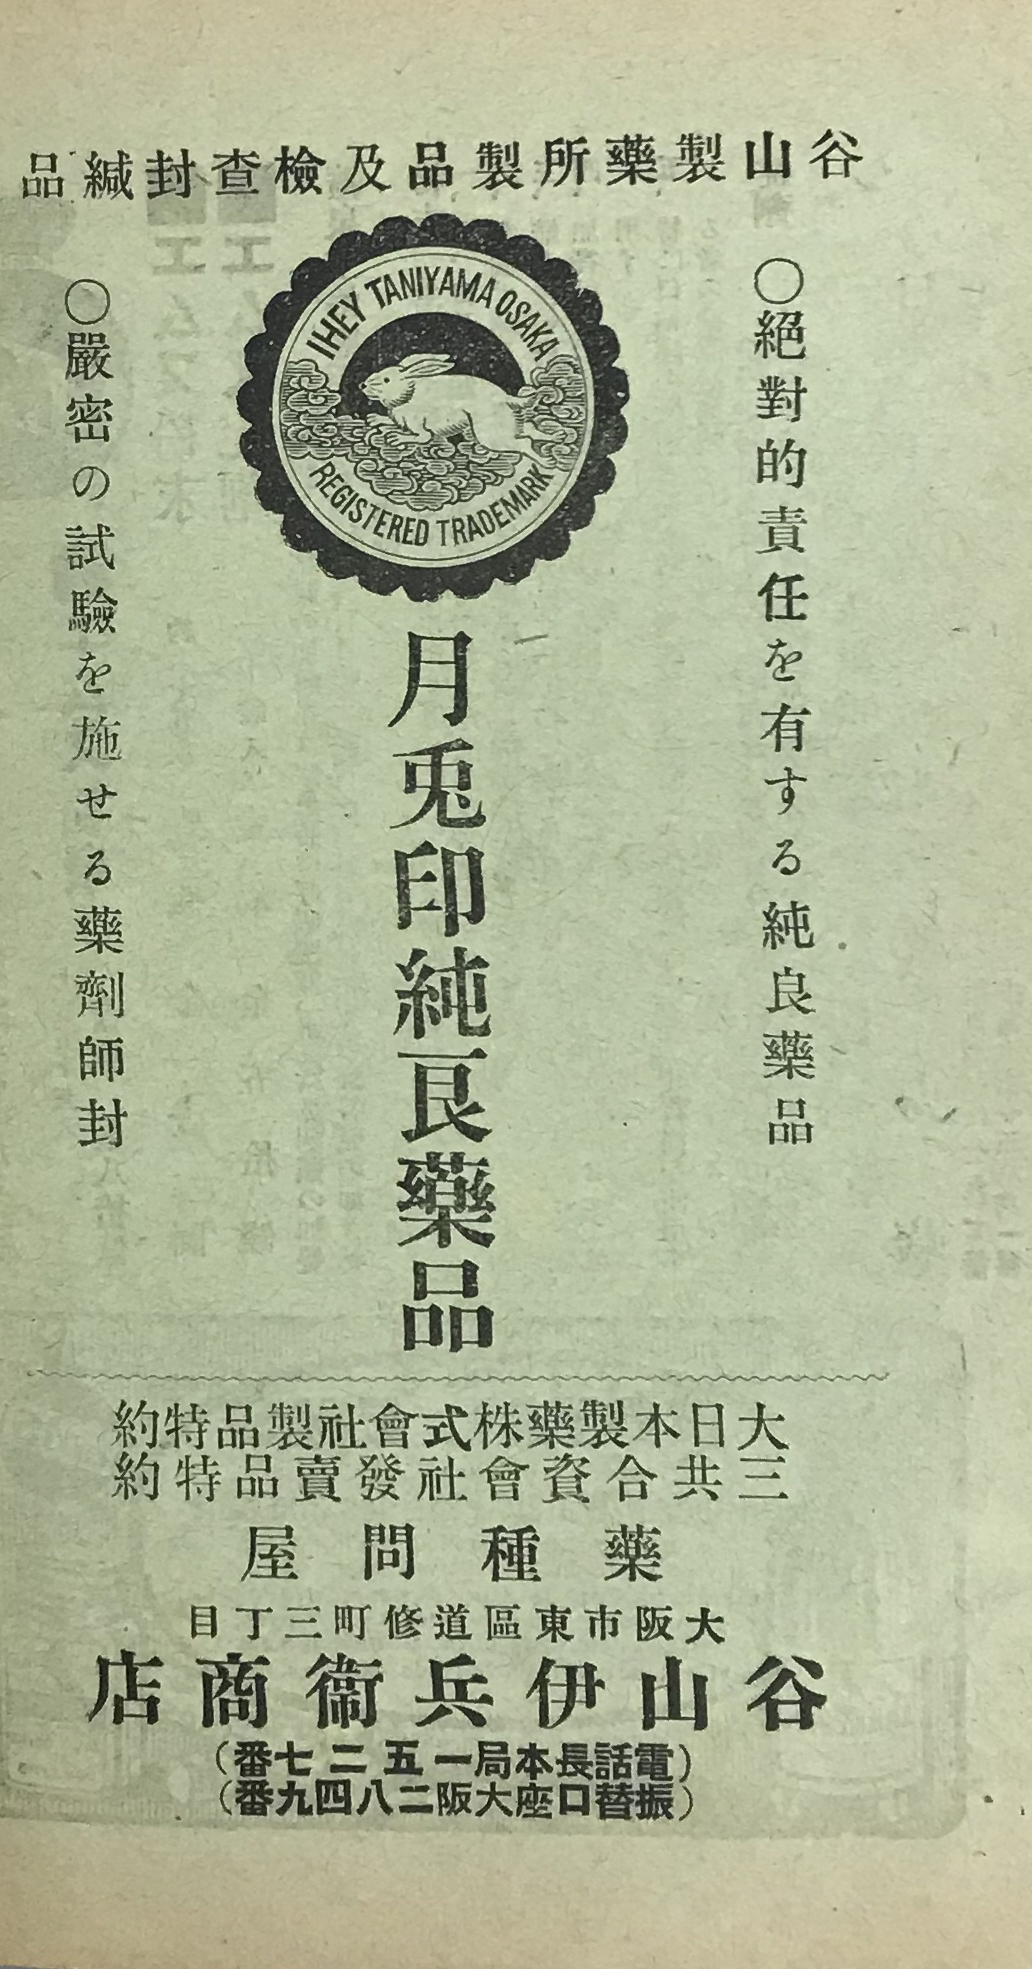 谷山製藥所製品及檢査封緘品
○絕對的責任を有する純良藥品
IHEY TANIYAMA OSAKA
REGISTERED TRADEMARK
月兎印純良藥品
○嚴密の試驗を施せる藥劑師封
大日本製藥株式會社製品特約
三共合資會社發賣品特約
藥種問屋
大阪市東區道修町三丁目
谷山伊兵衞商店
(電話長本局一五二七番)
(振替口座大阪二八四九番)